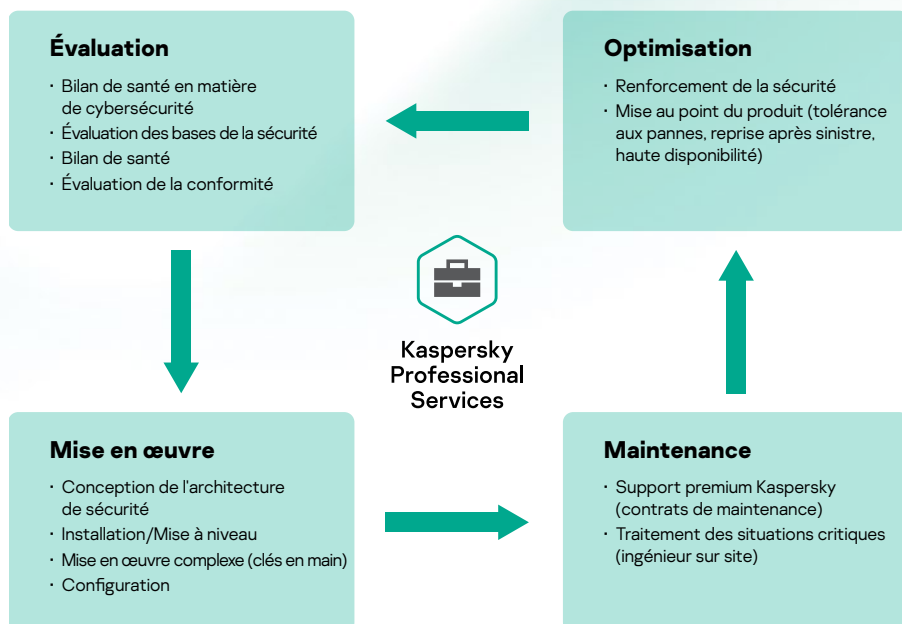 Évaluation
· Bilan de santé en matière
de cybersécurité
· Évaluation des bases de la sécurité
· Bilan de santé
· Évaluation de la conformité
Optimisation
· Renforcement de la sécurité
· Mise au point du produit (tolérance
aux pannes, reprise après sinistre,
haute disponibilité)
Kaspersky
Professional
Services
Mise en œuvre
· Conception de l'architecture
de sécurité
· Installation/Mise à niveau
· Mise en œuvre complexe (clés en main)
· Configuration
Maintenance
· Support premium Kaspersky
(contrats de maintenance)
· Traitement des situations critiques
(ingénieur sur site)